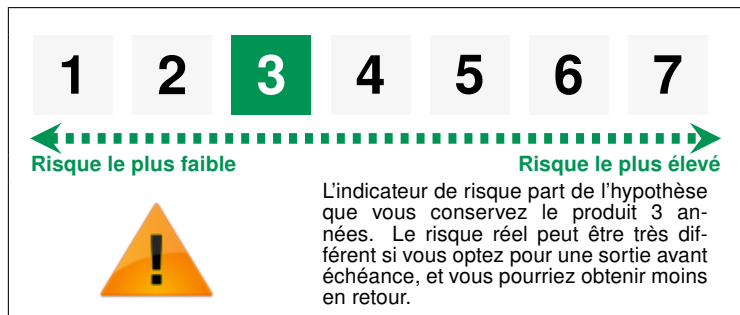 1 2 3 4 5 6 7
Risque le plus faible Risque le plus élevé
L'indicateur de risque part de l'hypothèse
que vous conservez le produit 3 an-
nées. Le risque réel peut être très dif-
férent si vous optez pour une sortie avant
échéance, et vous pourriez obtenir moins
en retour.
!